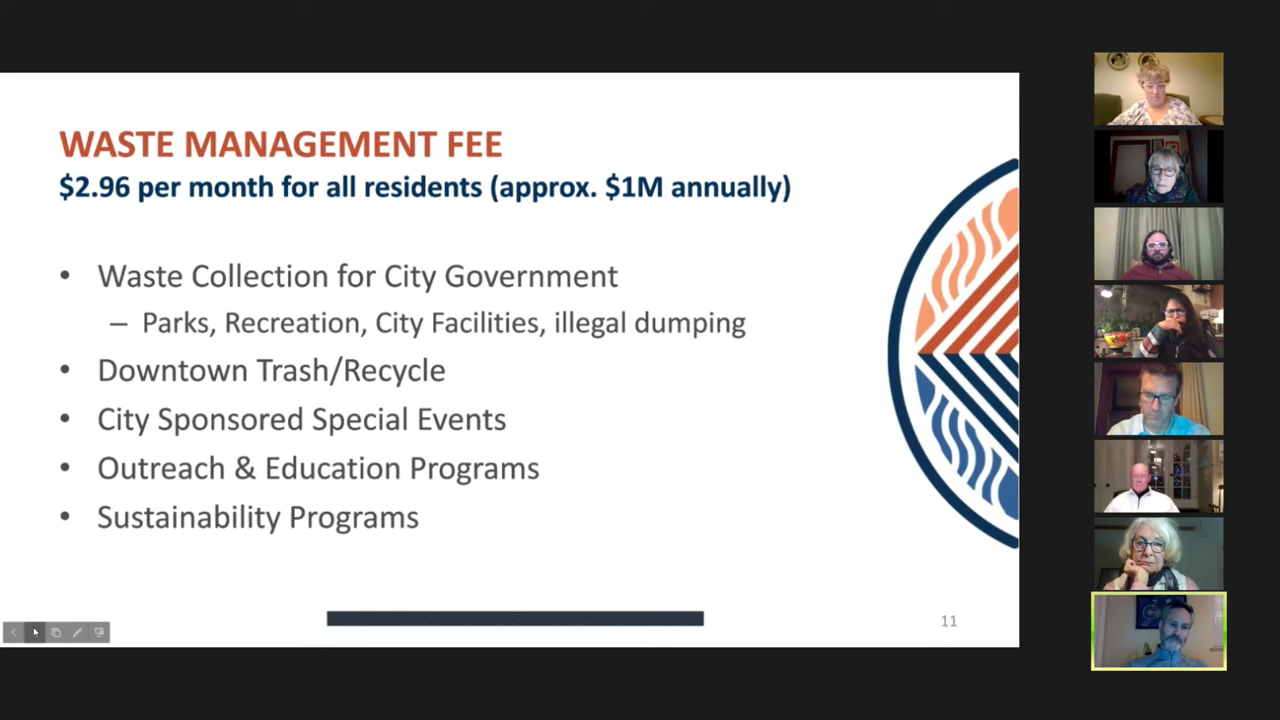 WASTE MANAGEMENT FEE
$2.96 per month for all residents (approx. $1M annually)
• Waste Collection for City Government
– Parks, Recreation, City Facilities, illegal dumping
• Downtown Trash/Recycle
• City Sponsored Special Events
• Outreach & Education Programs
• Sustainability Programs
11